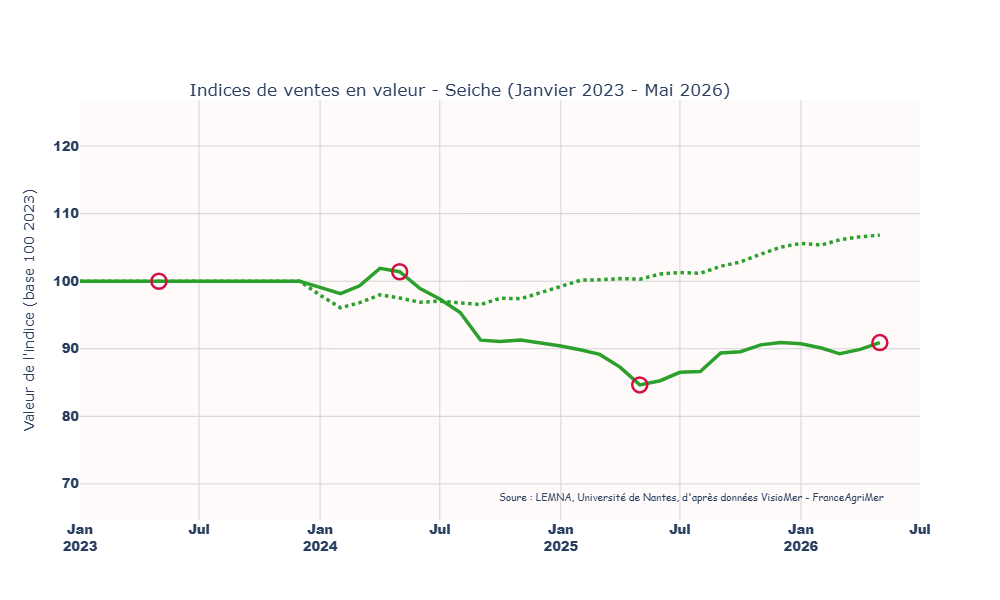 Indices de ventes en valeur - Seiche (Janvier 2023 - Mai 2026)
Valeur de l'indice (base 100 2023)
120
110
100
90
80
70
Soure : LEMNA, Université de Nantes, d'après données VisioMer - FranceAgriMer
Jan Jul Jan Jul Jan Jul Jan Jul
2023 2024 2025 2026